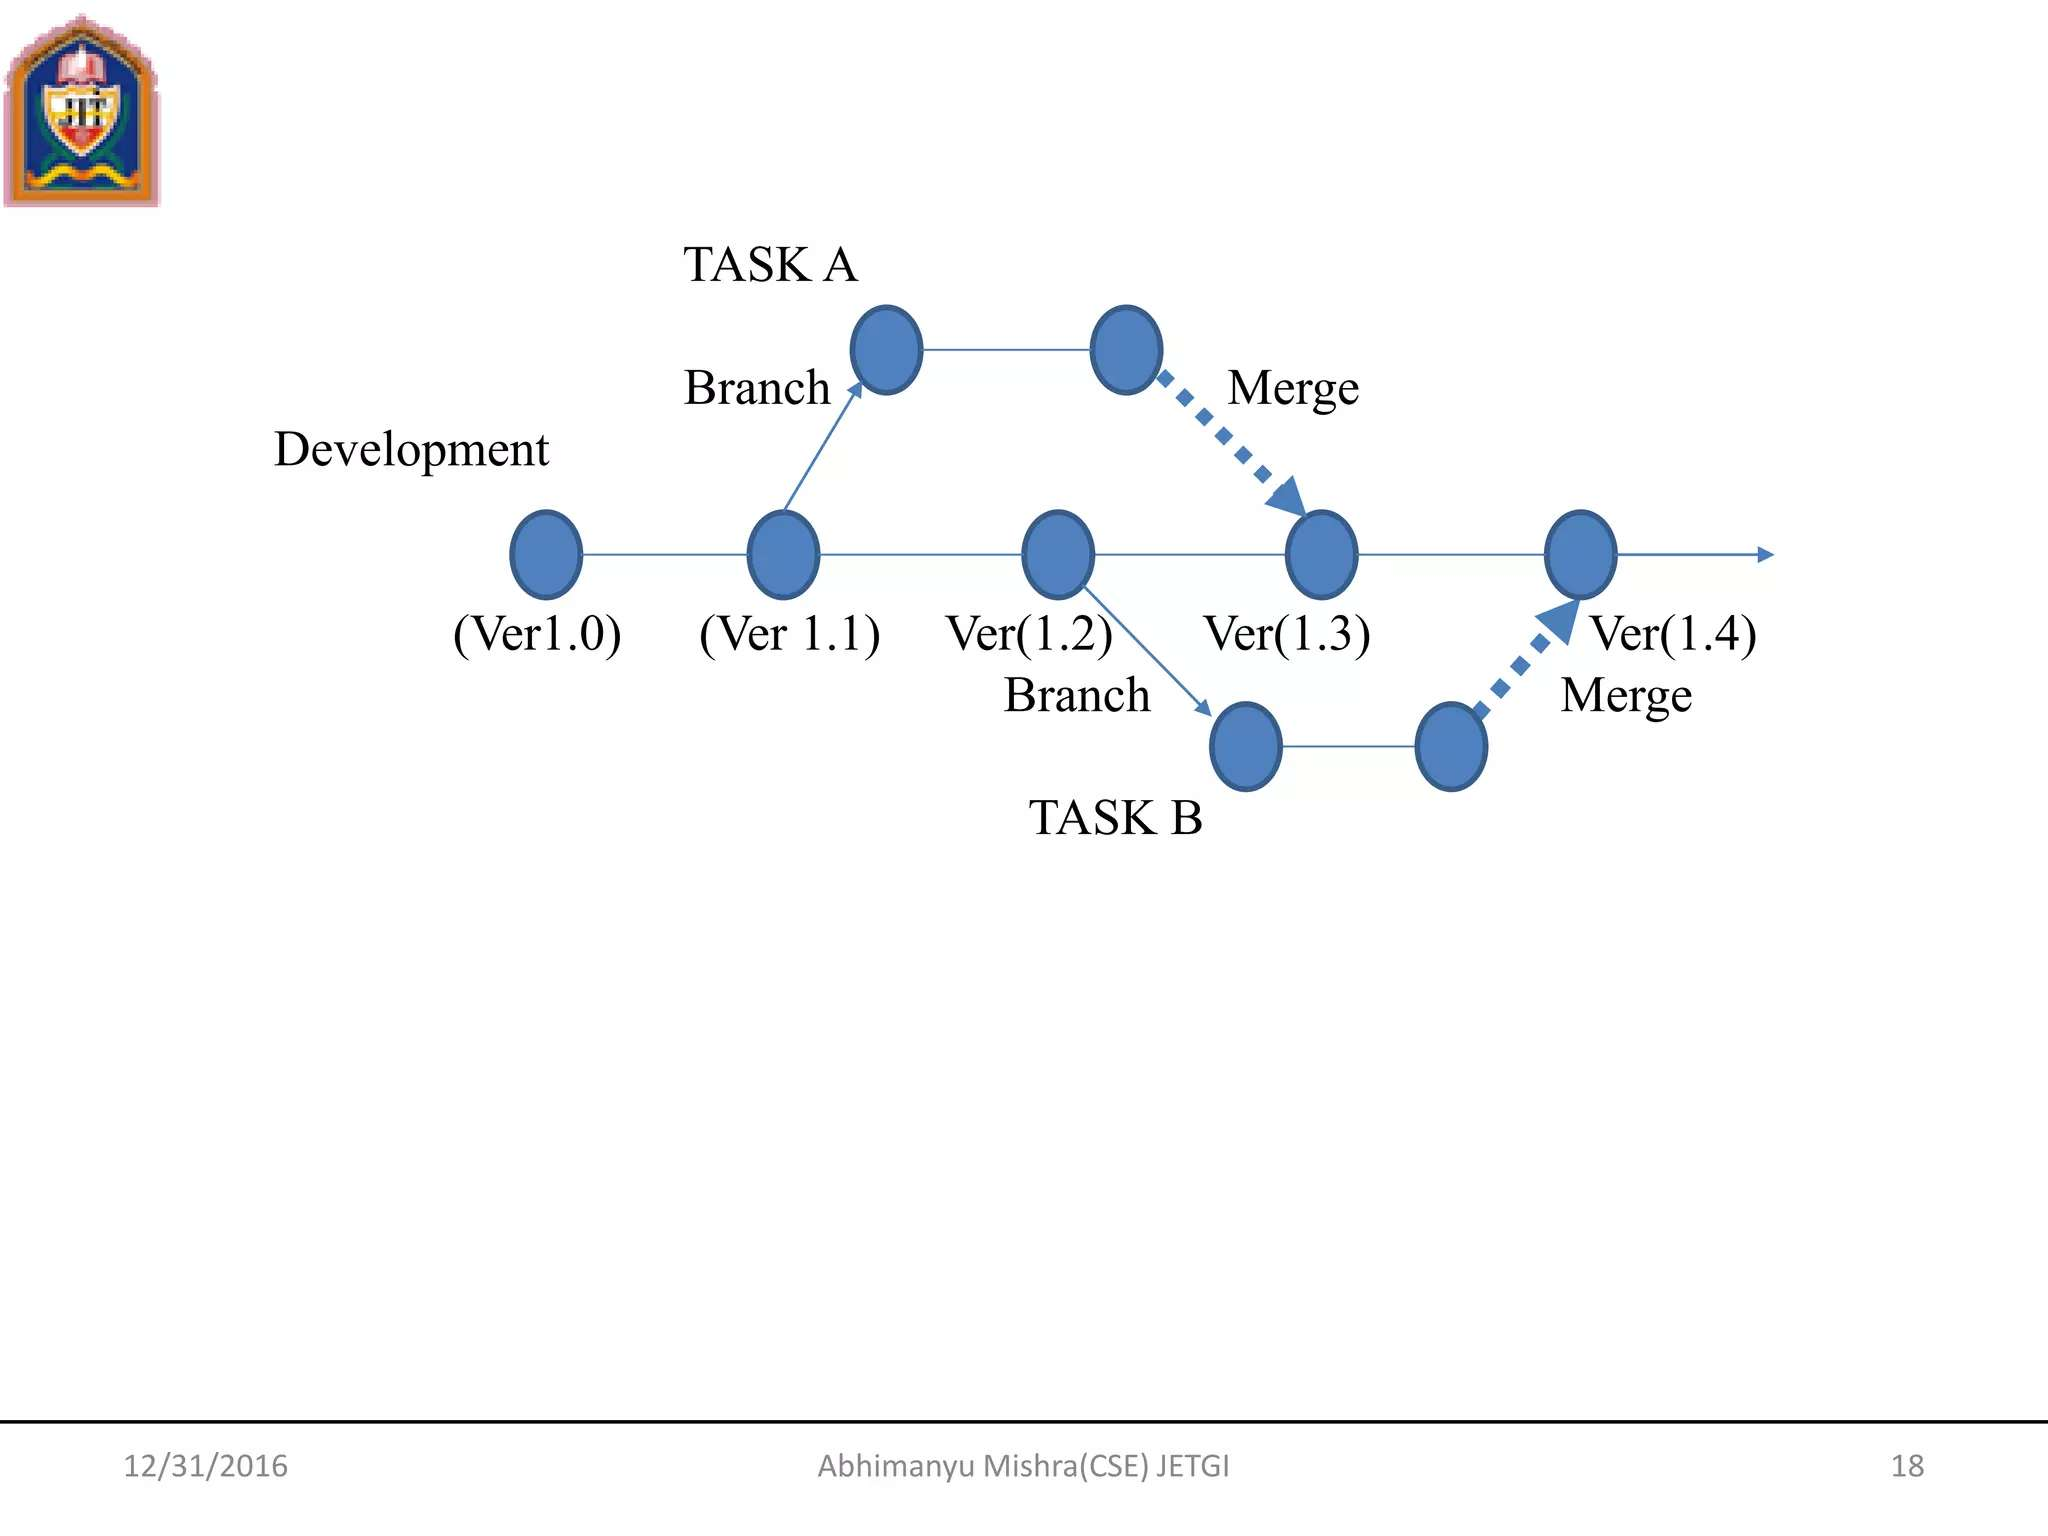 JIT
TASK A
Branch Merge
Development
(Ver1.0) (Ver 1.1) Ver(1.2) Ver(1.3) Ver(1.4)
Branch Merge
TASK B
12/31/2016 Abhimanyu Mishra(CSE) JETGI 18